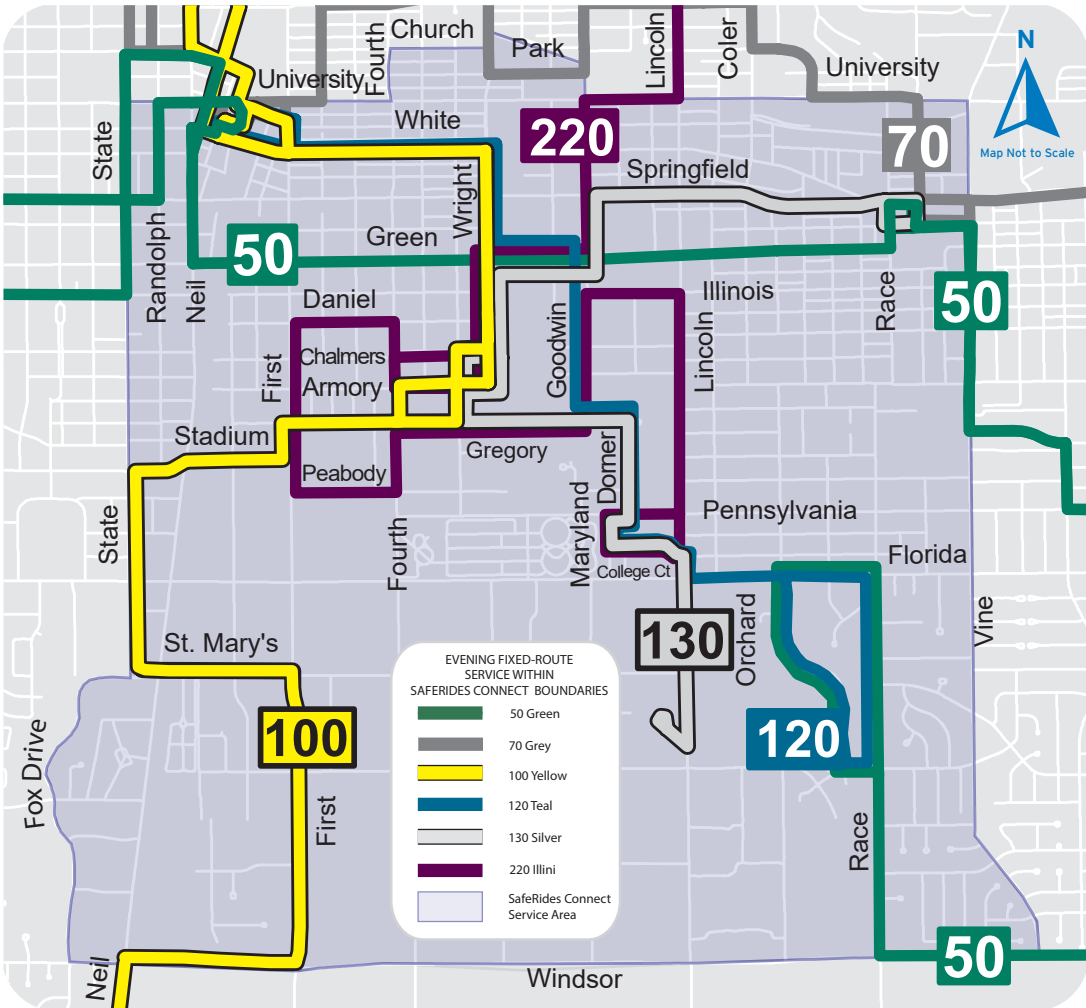 Church
Park
Fourth
Lincoln
Coler
University
University
N
Map Not to Scale
State
White
220
70
Springfield
Wright
Randolph
Neil
50
Green
Daniel
Illinois
Race
50
First
Chalmers
Armory
Goodwin
Lincoln
Stadium
Gregory
Peabody
Dorner
Maryland
Pennsylvania
State
Fourth
College Ct
Florida
Vine
St. Mary's
130
Orchard
100
120
Fox Drive
First
Race
EVENING FIXED-ROUTE
SERVICE WITHIN
SAFERIDES CONNECT BOUNDARIES
50 Green
70 Grey
100 Yellow
120 Teal
130 Silver
220 Illini
SafeRides Connect
Service Area
Neil
Windsor
50